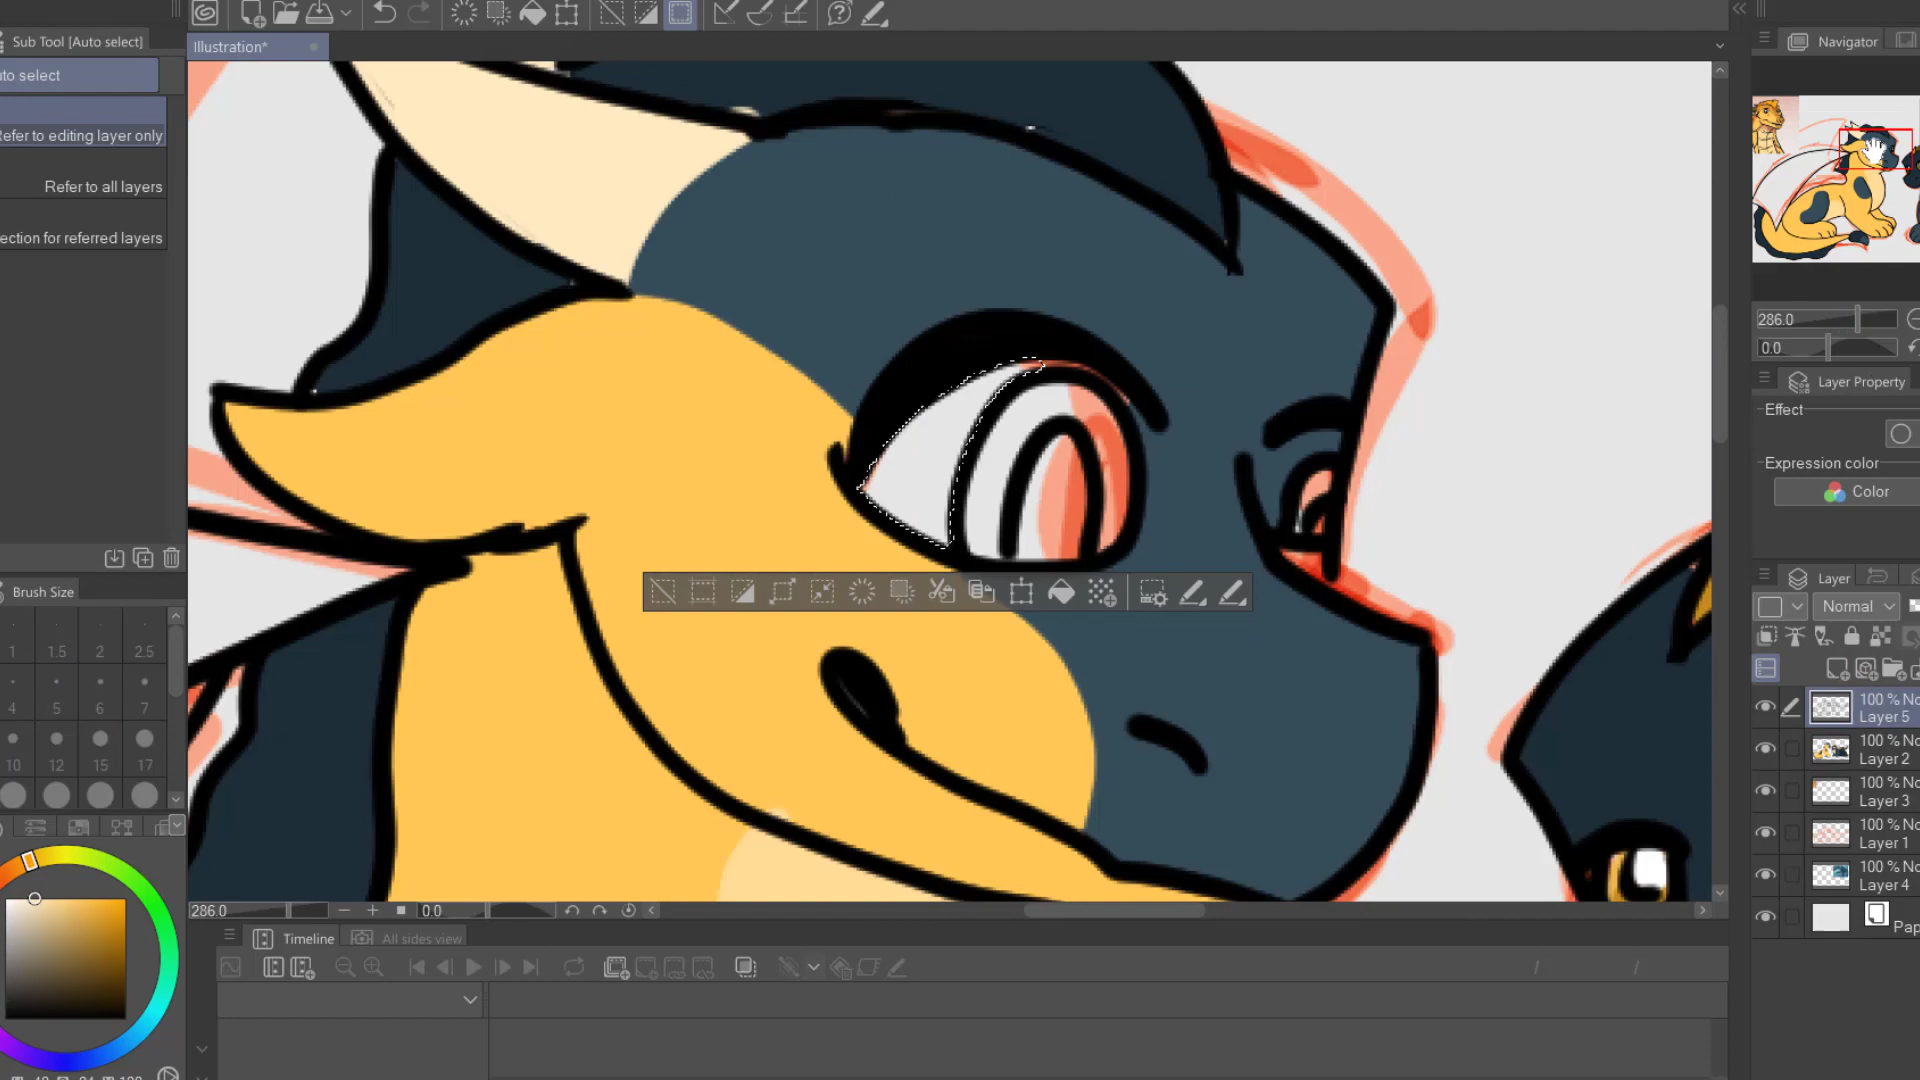 Sub Tool [Auto select]
Illustration*
Navigator
uto select
Refer to editing layer only
Refer to all layers
ection for referred layers
286.0
0.0
Layer Property
Effect
Expression color
Color
Brush Size
Layer
Normal
1 1.5 2 2.5
4 5 6 7
10 12 15 17
100 % No
Layer 5
100 % No
Layer 2
100 % No
Layer 3
100 % No
Layer 1
100 % No
Layer 4
Pap
286.0 0.0
Timeline
All sides view